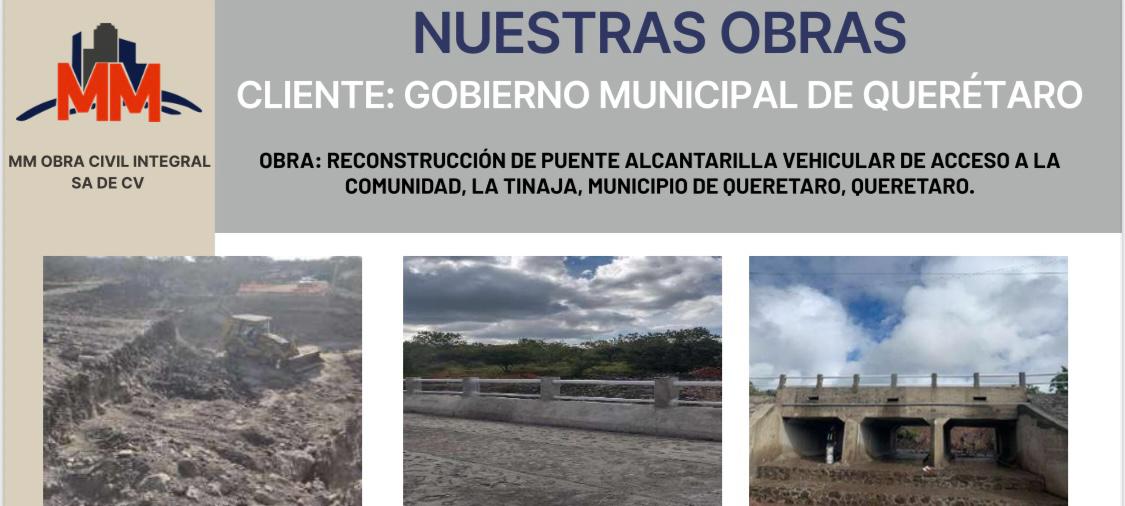 MM
MM OBRA CIVIL INTEGRAL
SA DE CV
NUESTRAS OBRAS
CLIENTE: GOBIERNO MUNICIPAL DE QUERÉTARO
OBRA: RECONSTRUCCIÓN DE PUENTE ALCANTARILLA VEHICULAR DE ACCESO A LA
COMUNIDAD, LA TINAJA, MUNICIPIO DE QUERETARO, QUERETARO.